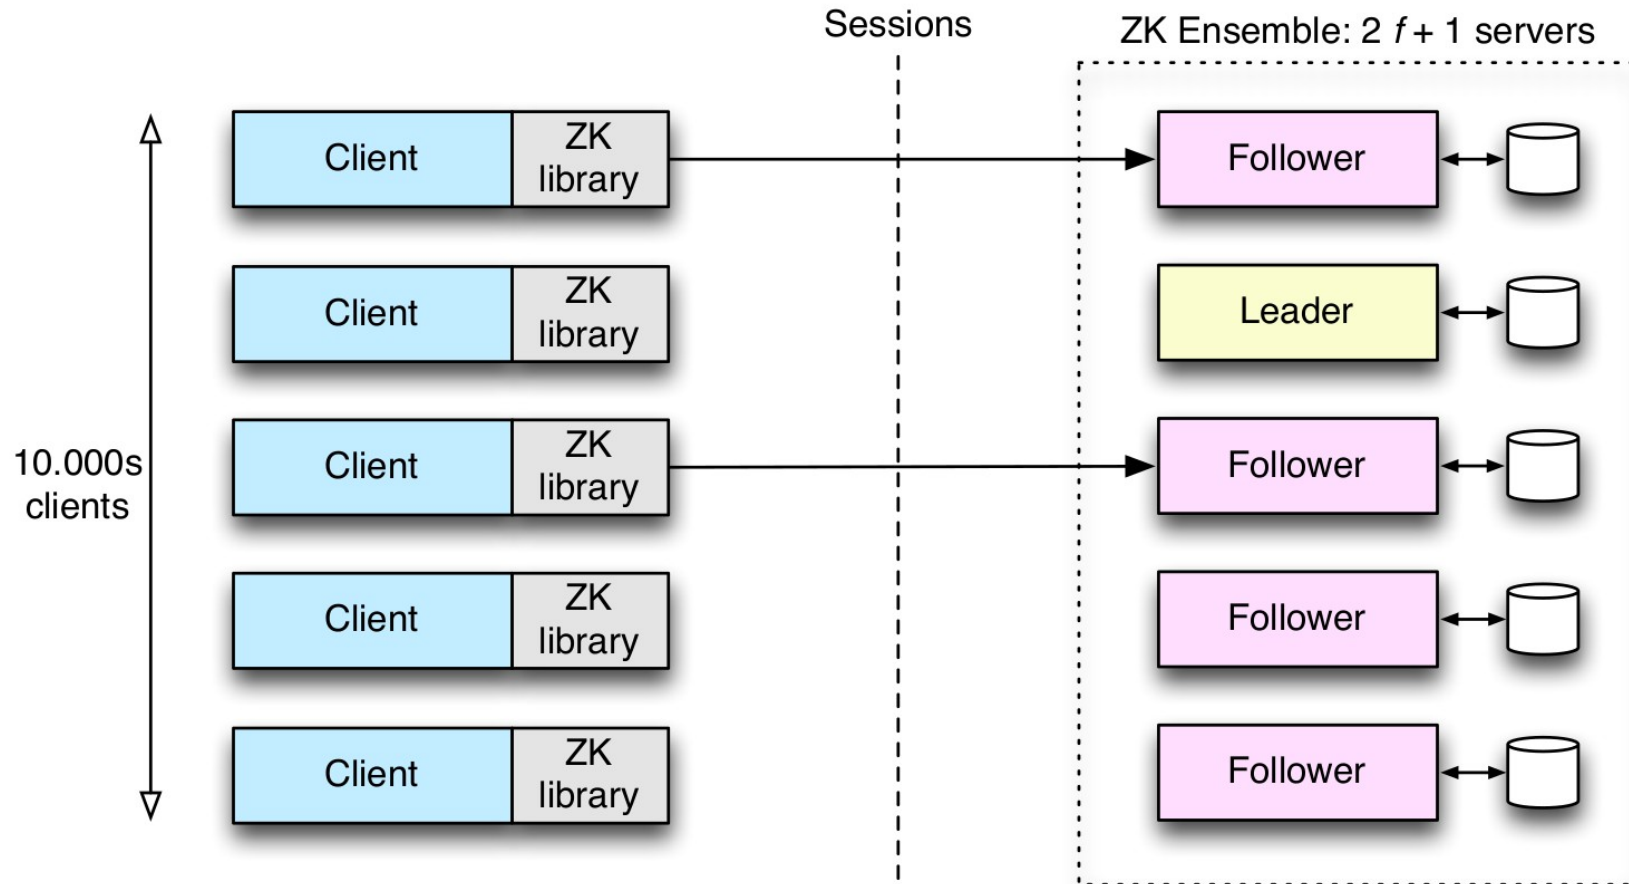 Sessions
ZK Ensemble: 2 f + 1 servers
Client
ZK
library
Follower
Client
ZK
library
Leader
10.000s
clients
Client
ZK
library
Follower
Client
ZK
library
Follower
Client
ZK
library
Follower